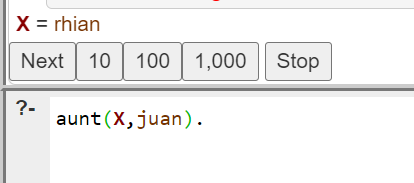 X = rhian
Next 10 100 1,000 Stop
?- aunt(X,juan).